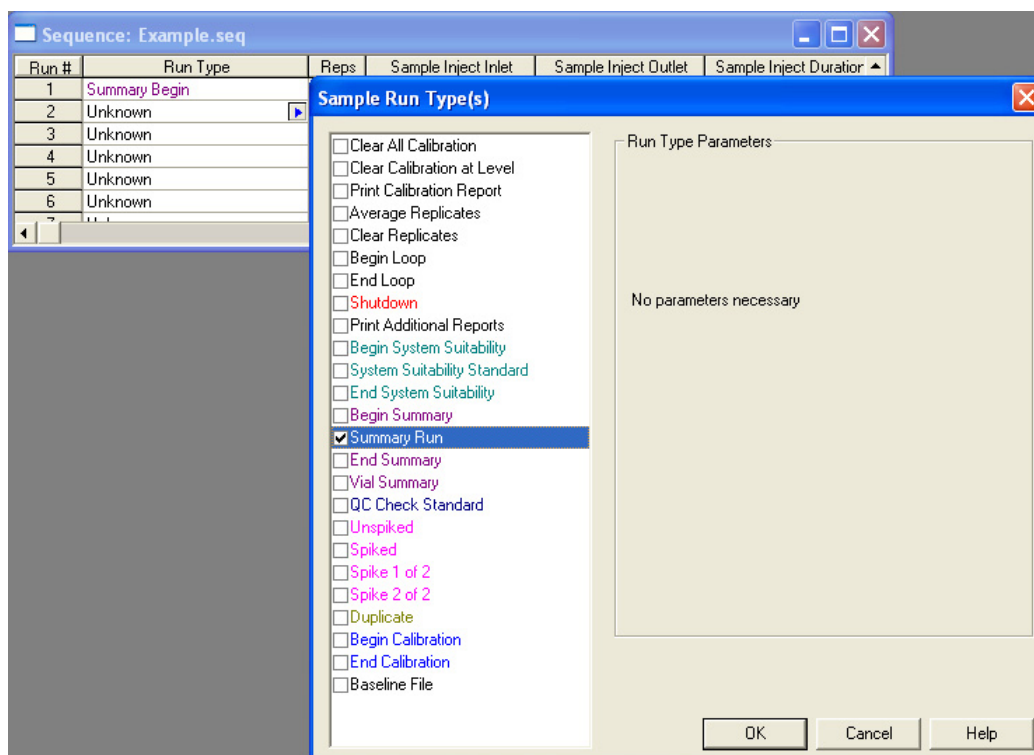 Sequence: Example.seq
Run # Run Type Reps Sample Inject Inlet Sample Inject Outlet Sample Inject Duration
1 Summary Begin
2 Unknown
3 Unknown
4 Unknown
5 Unknown
6 Unknown
Sample Run Type(s)
Clear All Calibration
Clear Calibration at Level
Print Calibration Report
Average Replicates
Clear Replicates
Begin Loop
End Loop
Shutdown
Print Additional Reports
Begin System Suitability
System Suitability Standard
End System Suitability
Begin Summary
Summary Run
End Summary
Vial Summary
QC Check Standard
Unspiked
Spiked
Spike 1 of 2
Spike 2 of 2
Duplicate
Begin Calibration
End Calibration
Baseline File
Run Type Parameters
No parameters necessary
OK Cancel Help